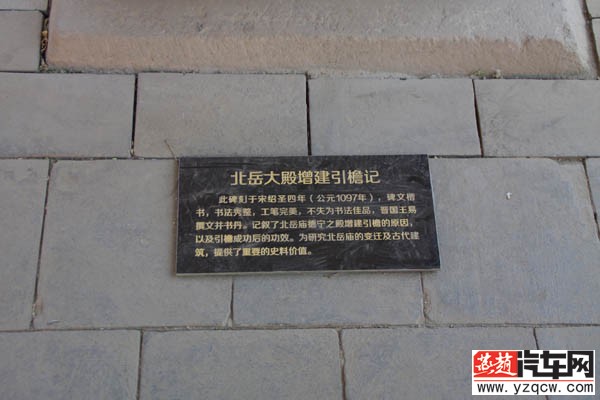 北岳大殿增建引檐记
此碑刻于宋绍圣四年（公元1097年），碑文楷
书，书法秀整，工笔完美，不失为书法佳品，晋国王易
撰文并书丹。记叙了北岳庙德宁之殿增建引檐的原因，
以及引檐成功后的功效。为研究北岳庙的变迁及古代建
筑，提供了重要的史料价值。
燕赵汽车网
www.yzqcw.com